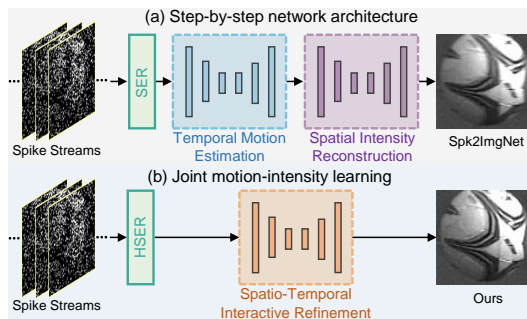 (a) Step-by-step network architecture
SER
Spike Streams
Temporal Motion
Estimation
Spatial Intensity
Reconstruction
Spk2ImgNet
(b) Joint motion-intensity learning
HSER
Spike Streams
Spatio-Temporal
Interactive Refinement
Ours